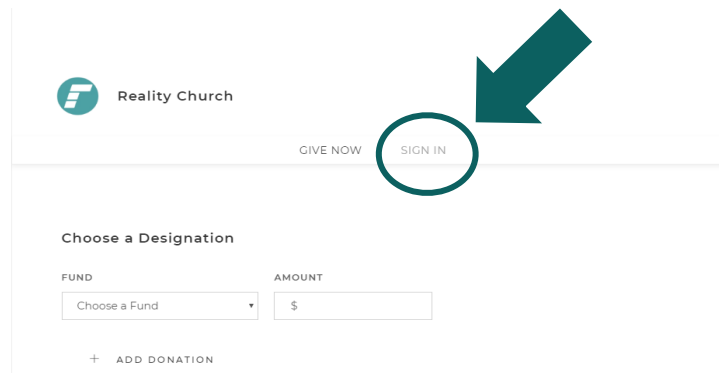 Reality Church
GIVE NOW SIGN IN
Choose a Designation
FUND AMOUNT
Choose a Fund $
+ ADD DONATION